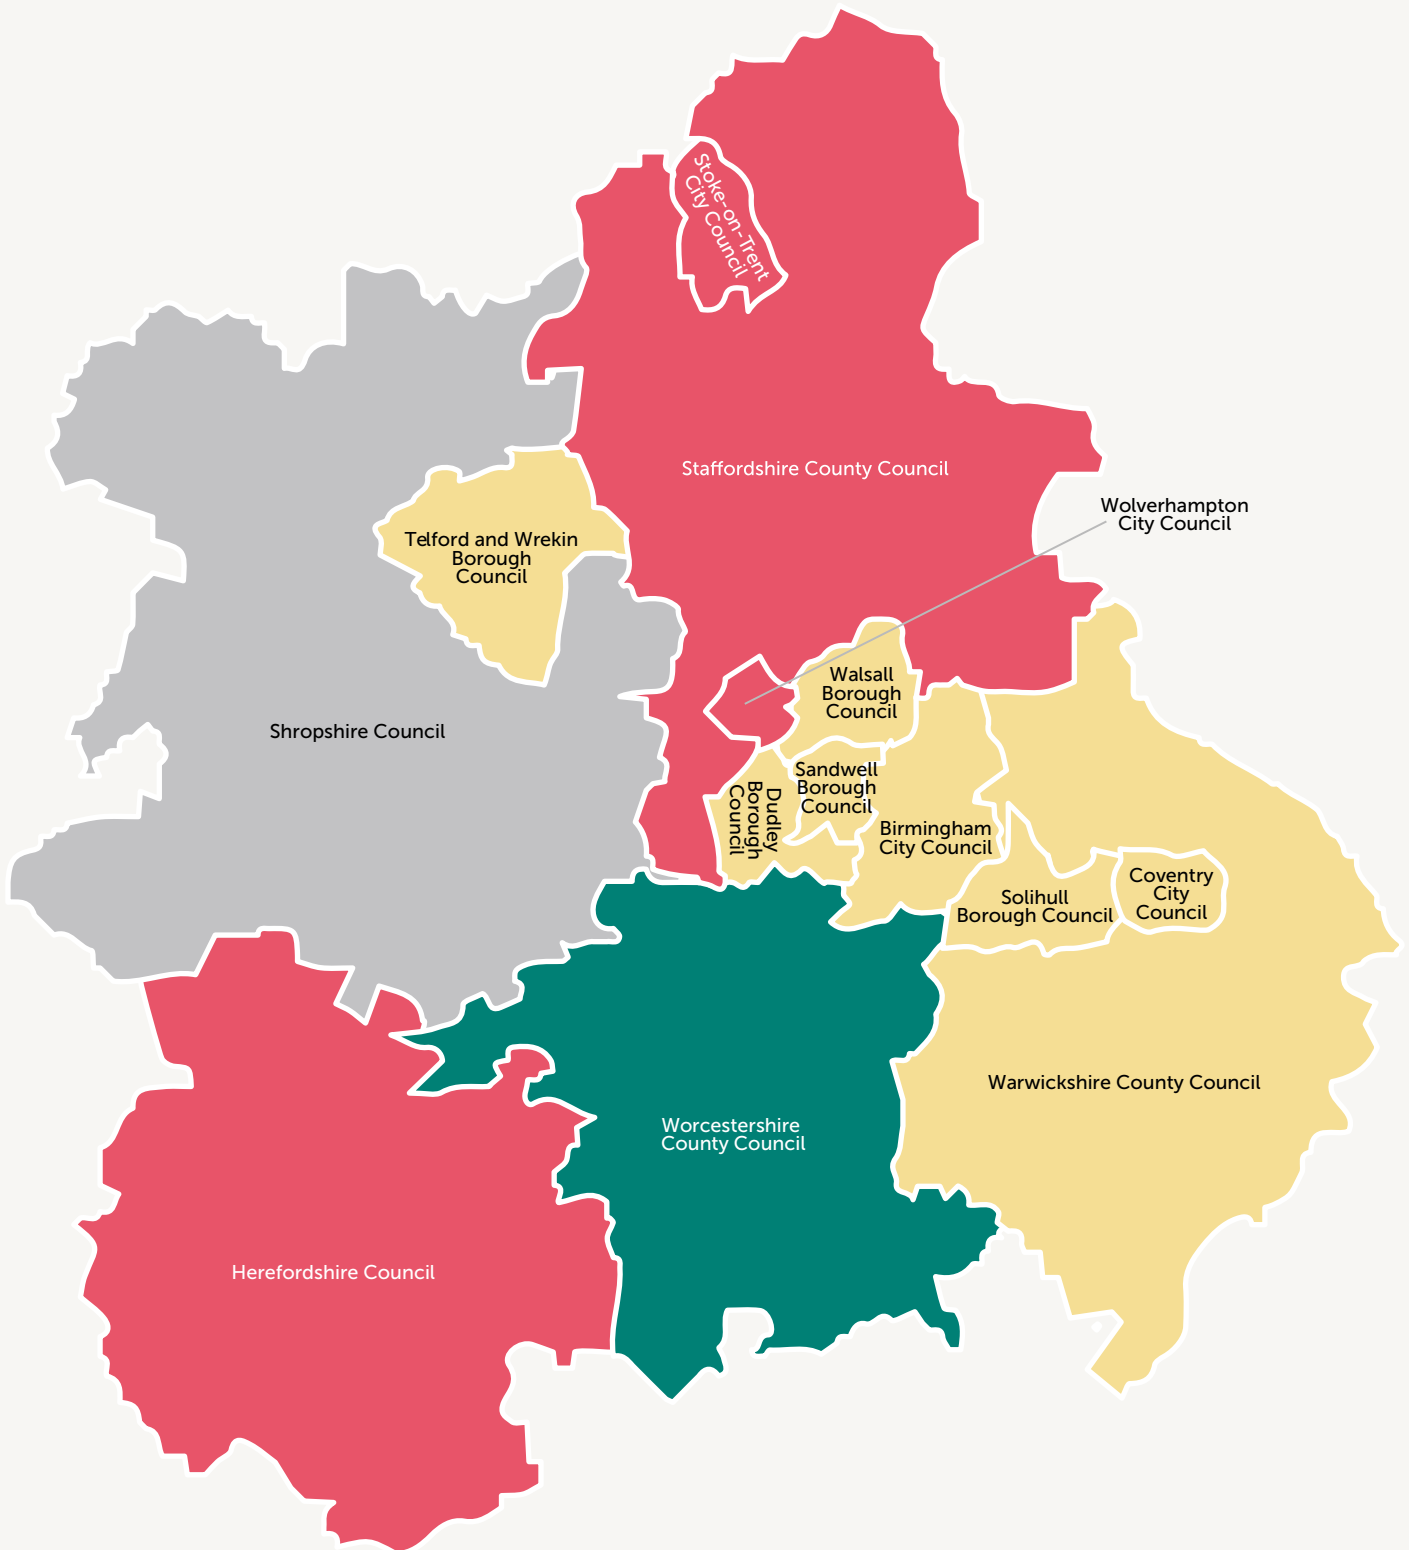 Stoke-on-Trent
City Council
Staffordshire County Council
Wolverhampton
City Council
Telford and Wrekin
Borough
Council
Walsall
Borough
Council
Shropshire Council
Sandwell
Borough
Council
Dudley
Borough
Council
Birmingham
City Council
Coventry
City
Council
Solihull
Borough Council
Warwickshire County Council
Worcestershire
County Council
Herefordshire Council